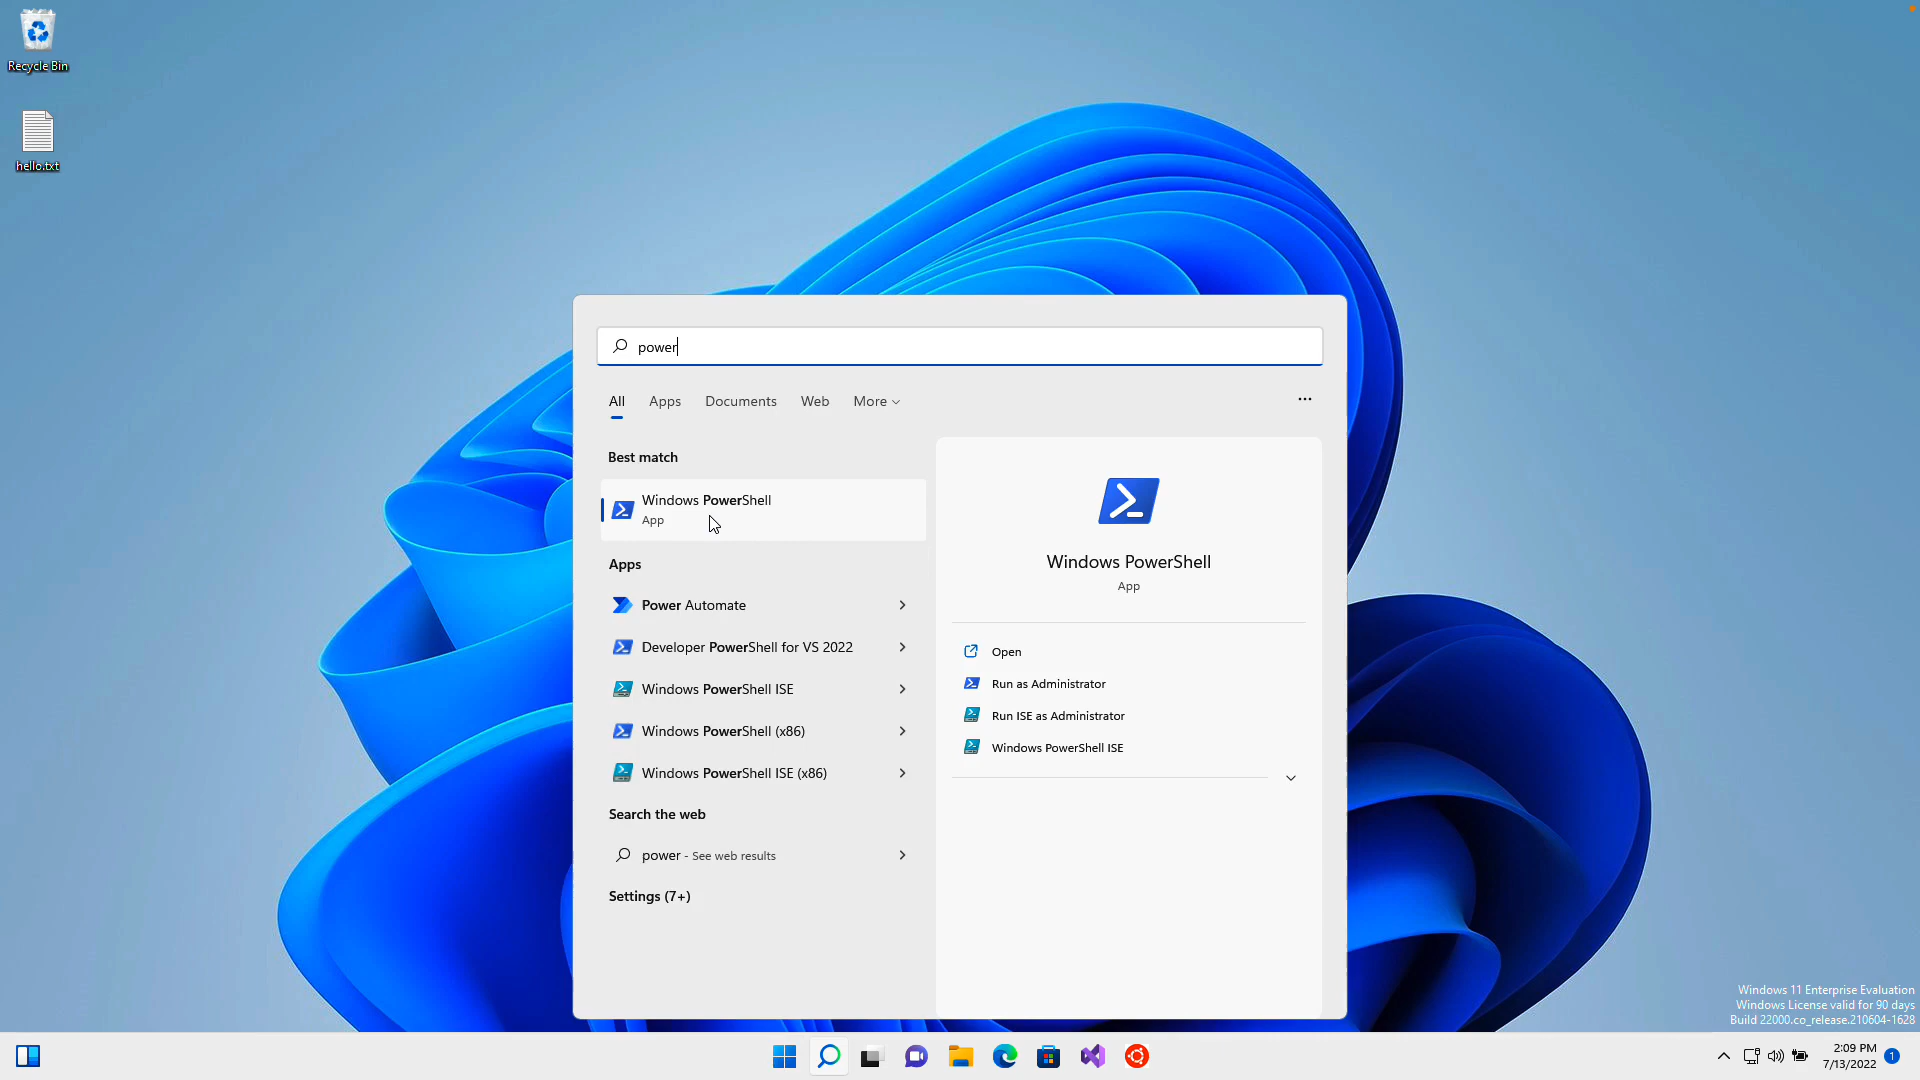 Recycle Bin
hello.txt
power
All Apps Documents Web More
Best match
Windows PowerShell
App
Apps
Power Automate
Developer PowerShell for VS 2022
Windows PowerShell ISE
Windows PowerShell (x86)
Windows PowerShell ISE (x86)
Search the web
power - See web results
Settings (7+)
Windows PowerShell
App
Open
Run as Administrator
Run ISE as Administrator
Windows PowerShell ISE
Windows 11 Enterprise Evaluation
Windows License valid for 90 days
Build 22000.co_release.210604-1628
2:09 PM
7/13/2022
1